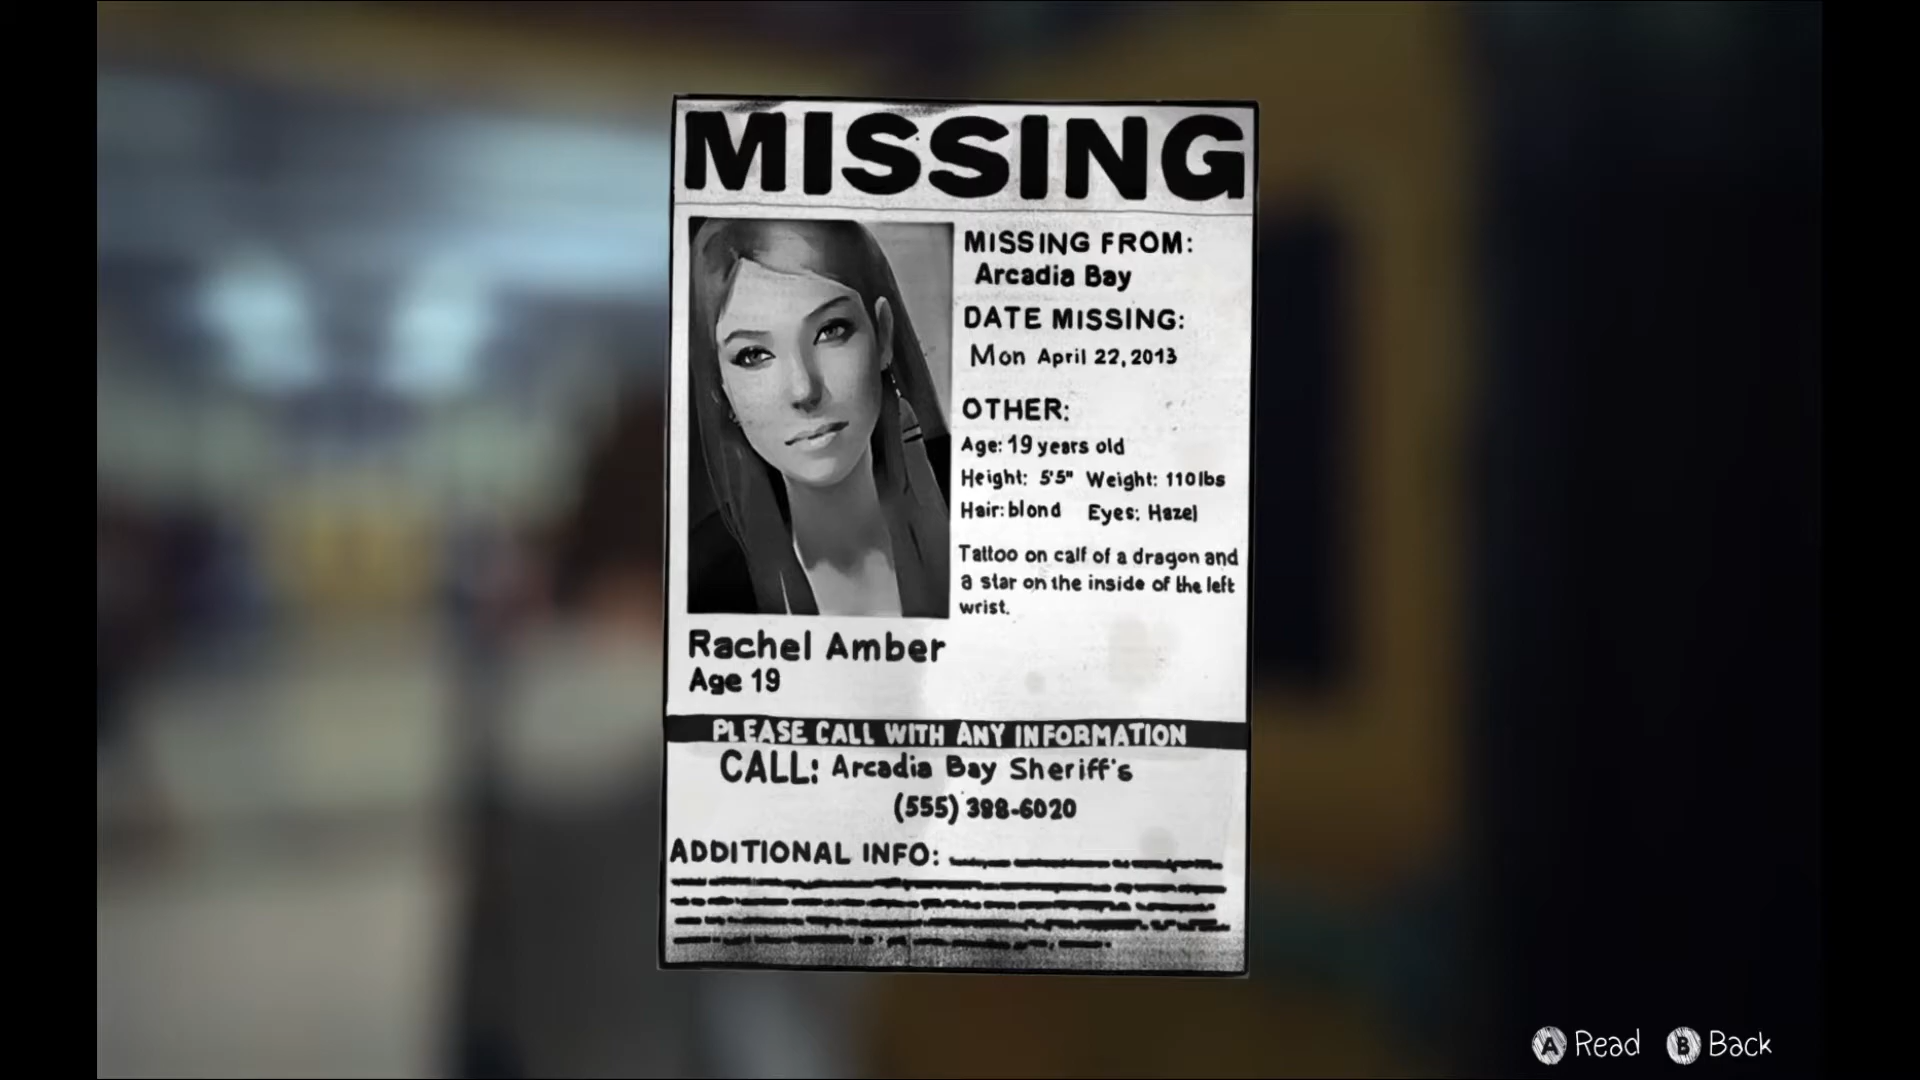 MISSING
MISSING FROM:
Arcadia Bay
DATE MISSING:
Mon April 22, 2013
OTHER:
Age: 19 years old
Height: 5'5" Weight: 110lbs
Hair: blond Eyes: Hazel
Tattoo on calf of a dragon and
a star on the inside of the left
wrist.
Rachel Amber
Age 19
PLEASE CALL WITH ANY INFORMATION
CALL: Arcadia Bay Sheriff's
(555) 388-6020
ADDITIONAL INFO:
A Read B Back